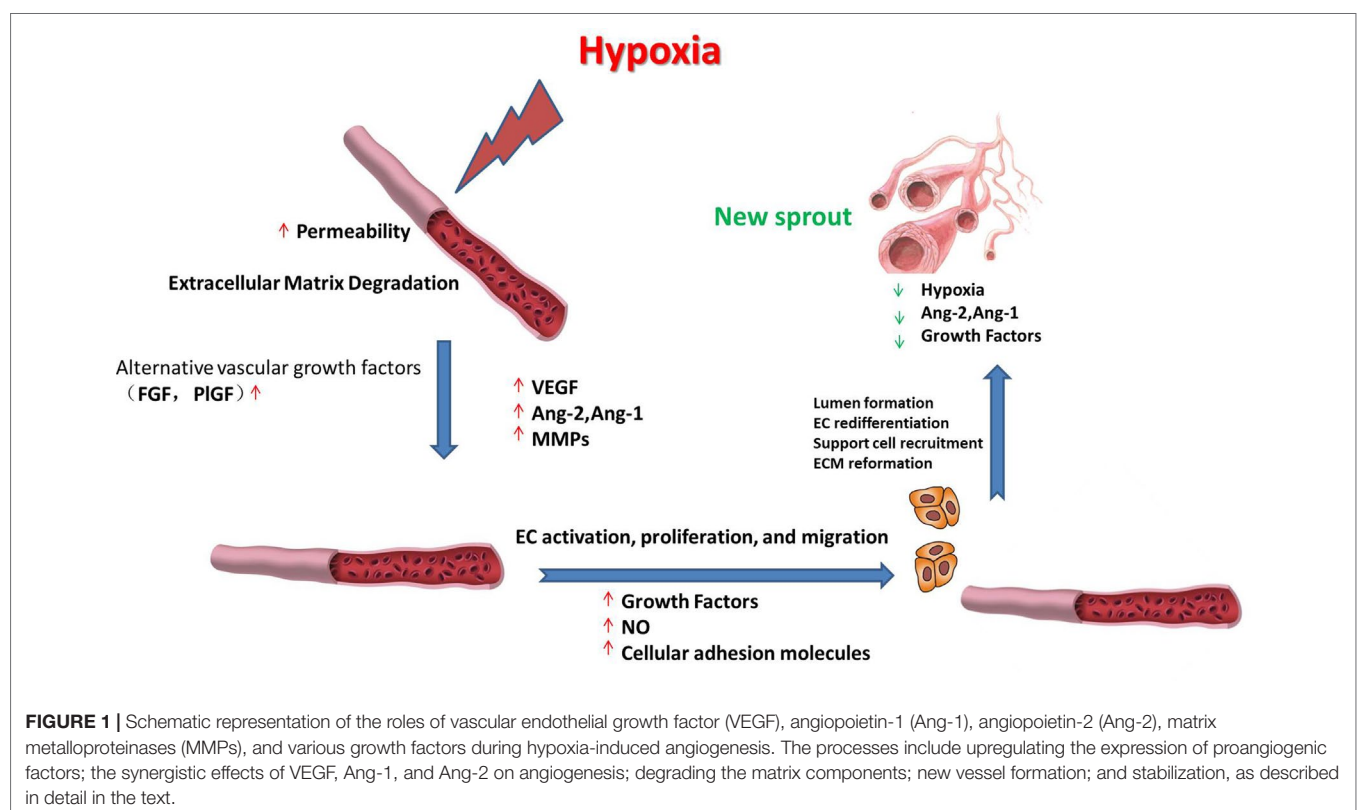 Hypoxia
↑ Permeability
Extracellular Matrix Degradation
Alternative vascular growth factors
（FGF，PlGF）↑
↑ VEGF
↑ Ang-2,Ang-1
↑ MMPs
EC activation, proliferation, and migration
↑ Growth Factors
↑ NO
↑ Cellular adhesion molecules
Lumen formation
EC redifferentiation
Support cell recruitment
ECM reformation
New sprout
↓ Hypoxia
↓ Ang-2,Ang-1
↓ Growth Factors
FIGURE 1 | Schematic representation of the roles of vascular endothelial growth factor (VEGF), angiopoietin-1 (Ang-1), angiopoietin-2 (Ang-2), matrix
metalloproteinases (MMPs), and various growth factors during hypoxia-induced angiogenesis. The processes include upregulating the expression of proangiogenic
factors; the synergistic effects of VEGF, Ang-1, and Ang-2 on angiogenesis; degrading the matrix components; new vessel formation; and stabilization, as described
in detail in the text.